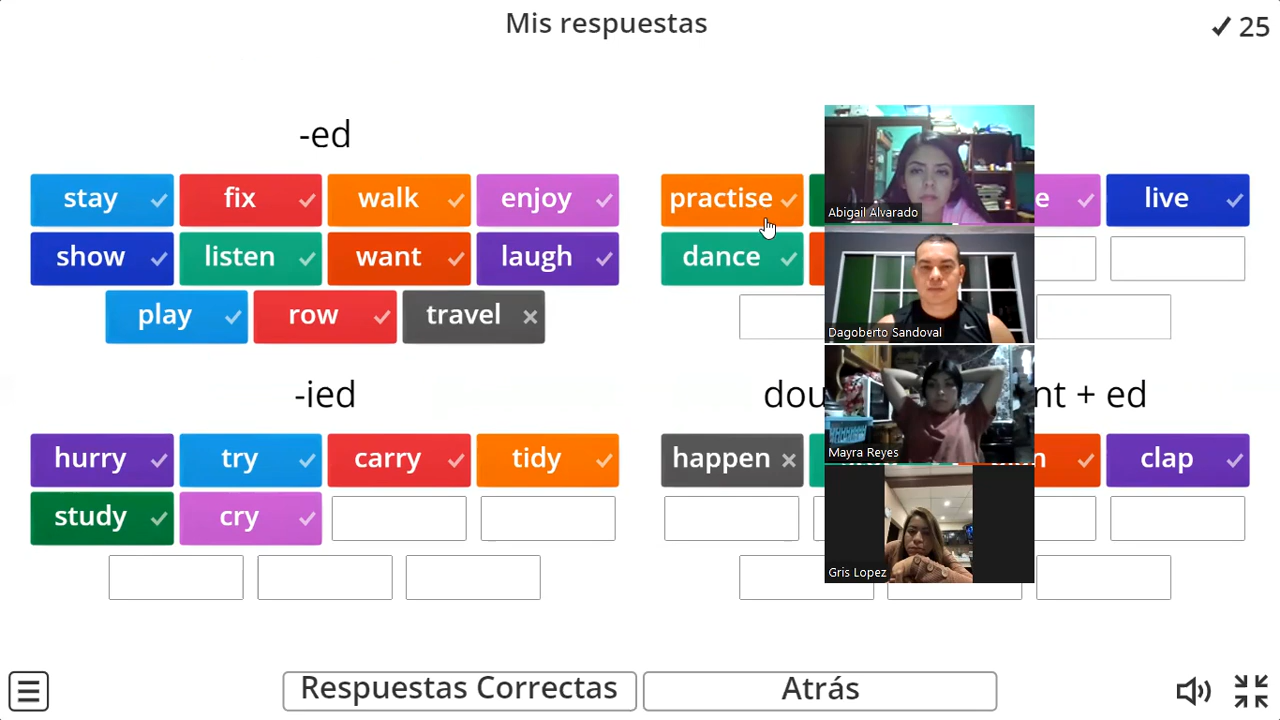 Mis respuestas
25
-ed
stay fix walk enjoy
show listen want laugh
play row travel
practise live
dance
-ied
hurry try carry tidy
study cry
dou nt + ed
happen clap
Abigail Alvarado
Dagoberto Sandoval
Mayra Reyes
Gris Lopez
Respuestas Correctas
Atrás